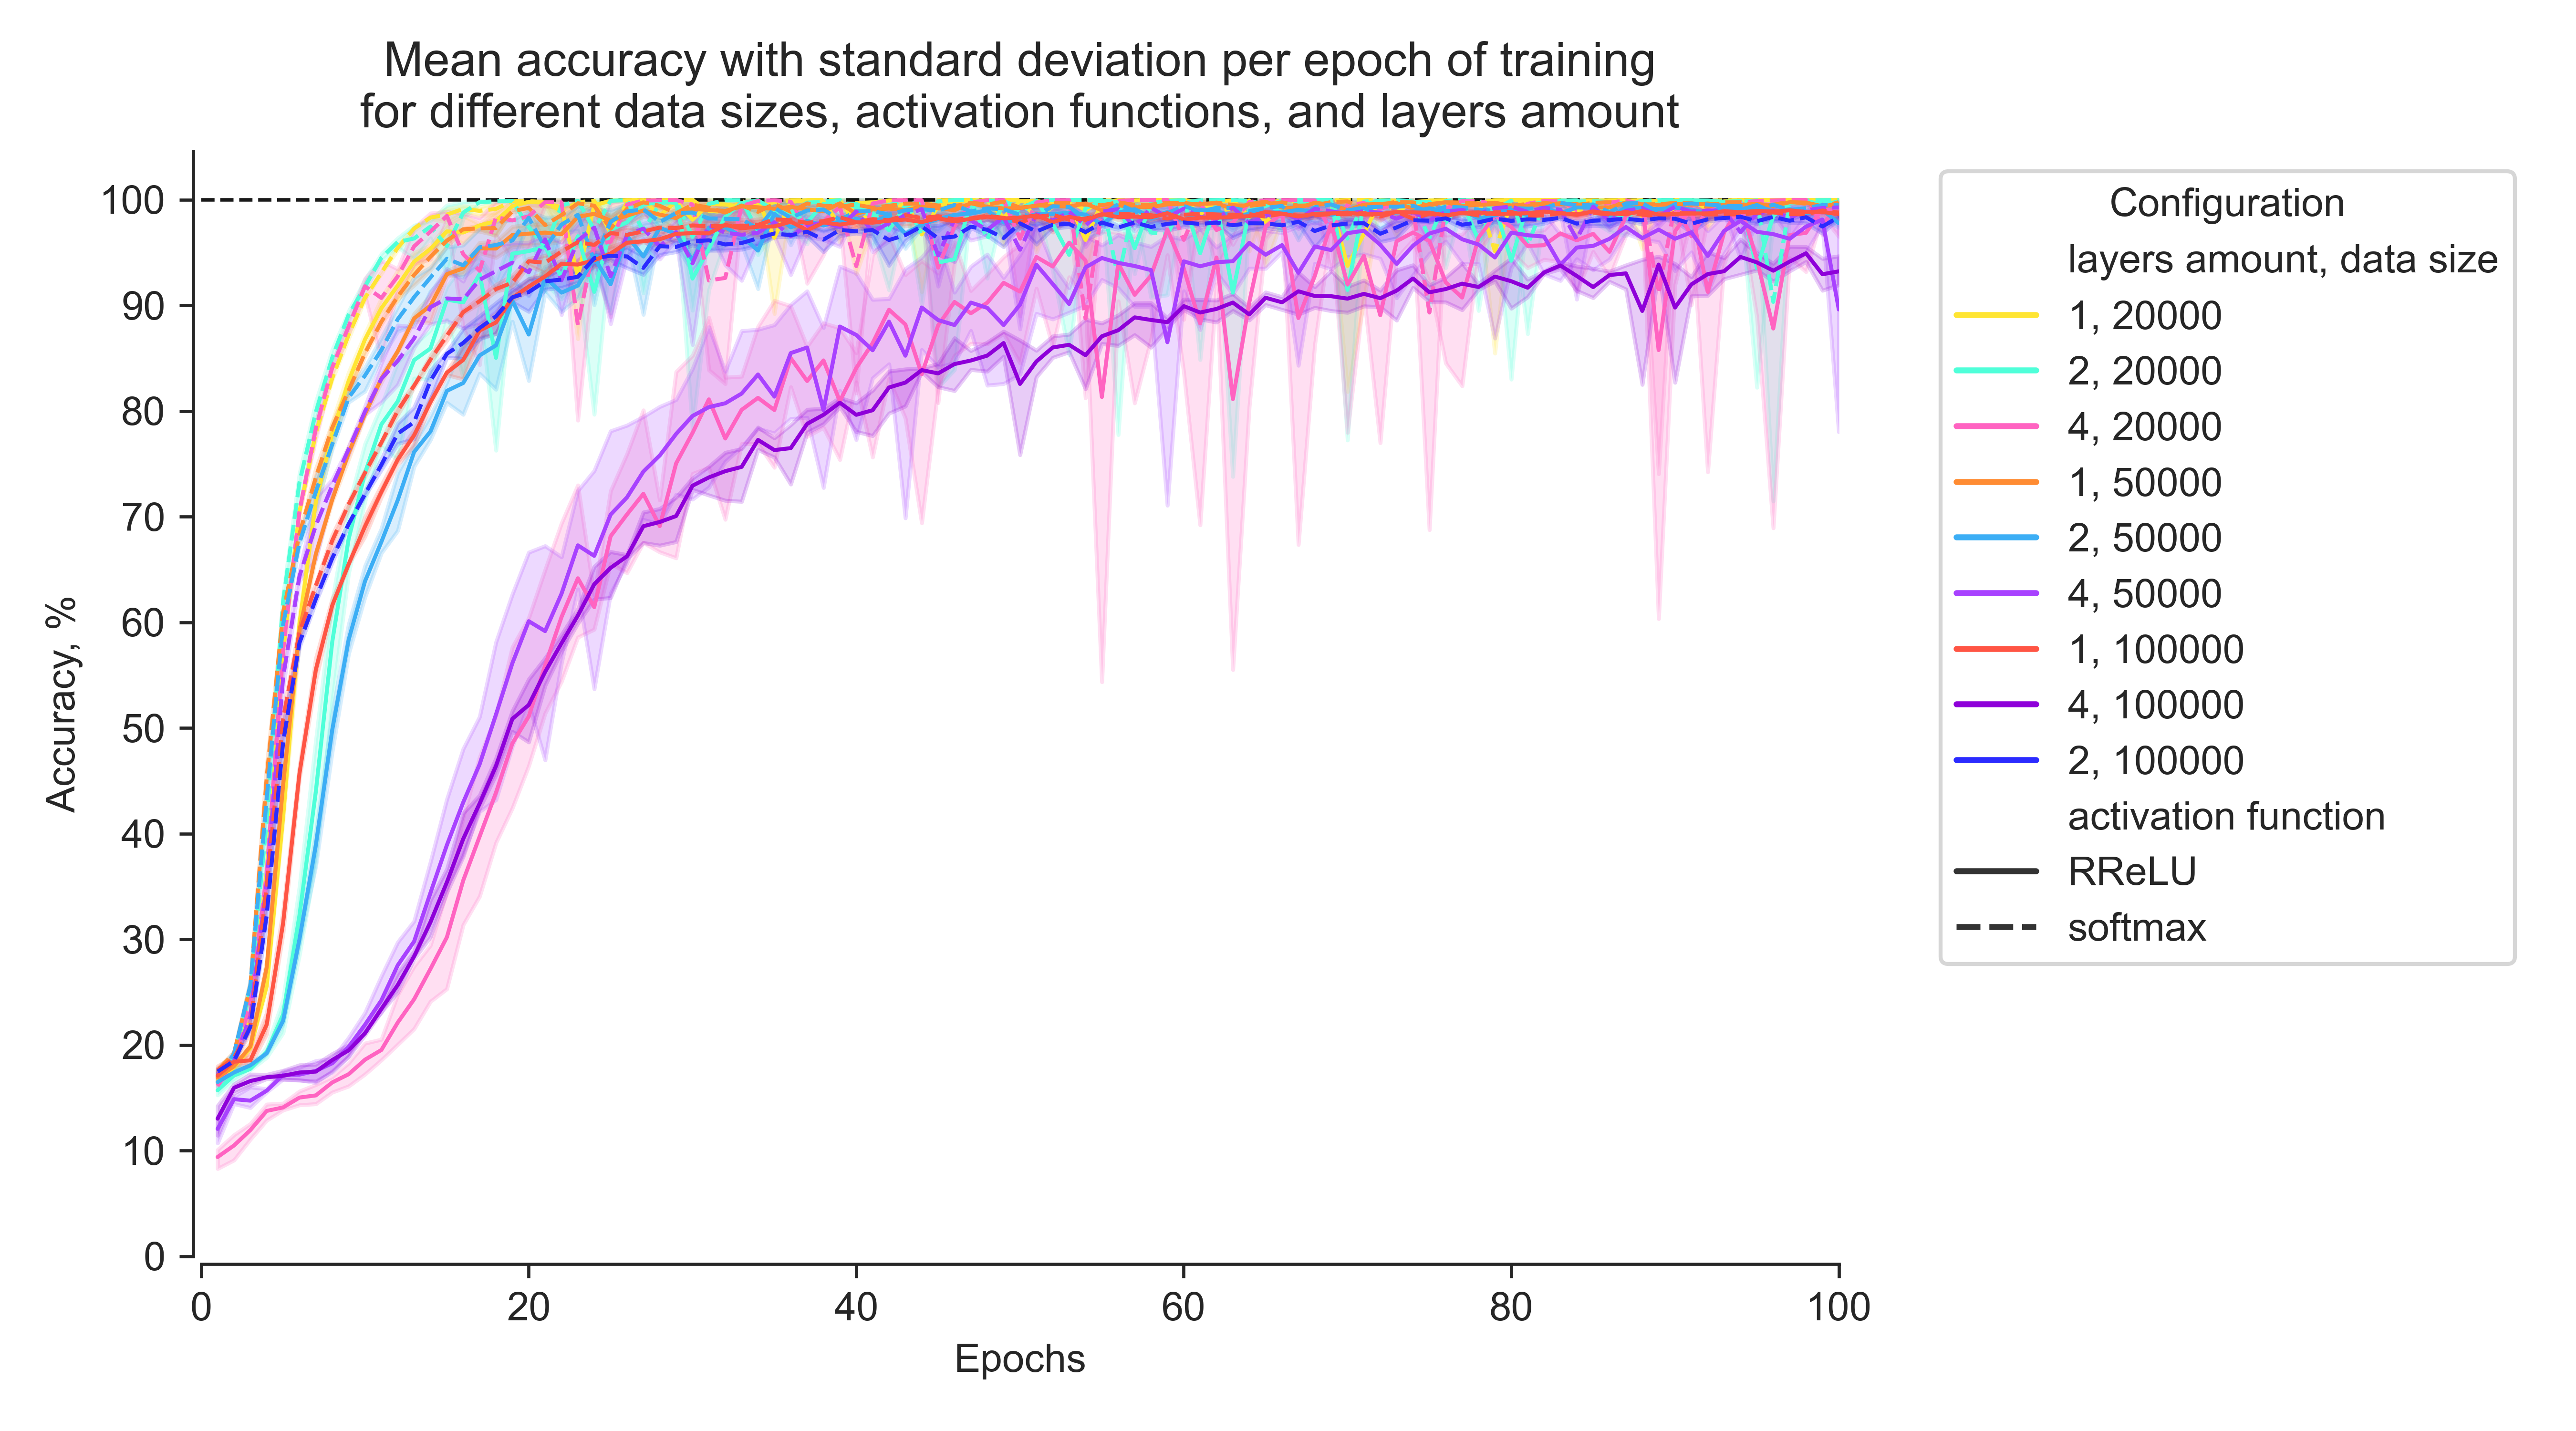 Mean accuracy with standard deviation per epoch of training
for different data sizes, activation functions, and layers amount
100
90
80
70
60
50
40
30
20
10
0
Accuracy, %
0 20 40 60 80 100
Epochs
Configuration
layers amount, data size
1, 20000
2, 20000
4, 20000
1, 50000
2, 50000
4, 50000
1, 100000
4, 100000
2, 100000
activation function
RReLU
softmax